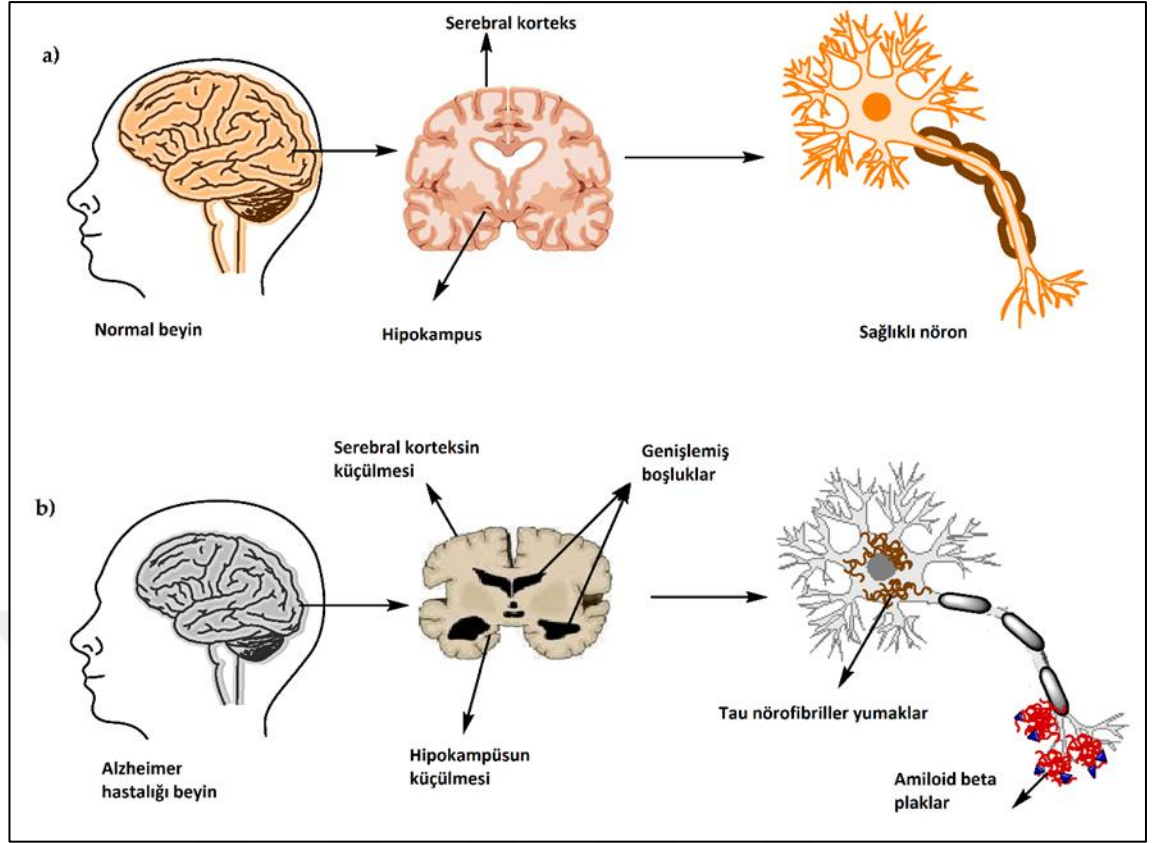 a)
Serebral korteks
Normal beyin
Hipokampus
Sağlıklı nöron
b)
Serebral korteksin
küçülmesi
Genişlemiş
boşluklar
Alzheimer
hastalığı beyin
Hipokampüsun
küçülmesi
Tau nörofibriller yumaklar
Amiloid beta
plaklar